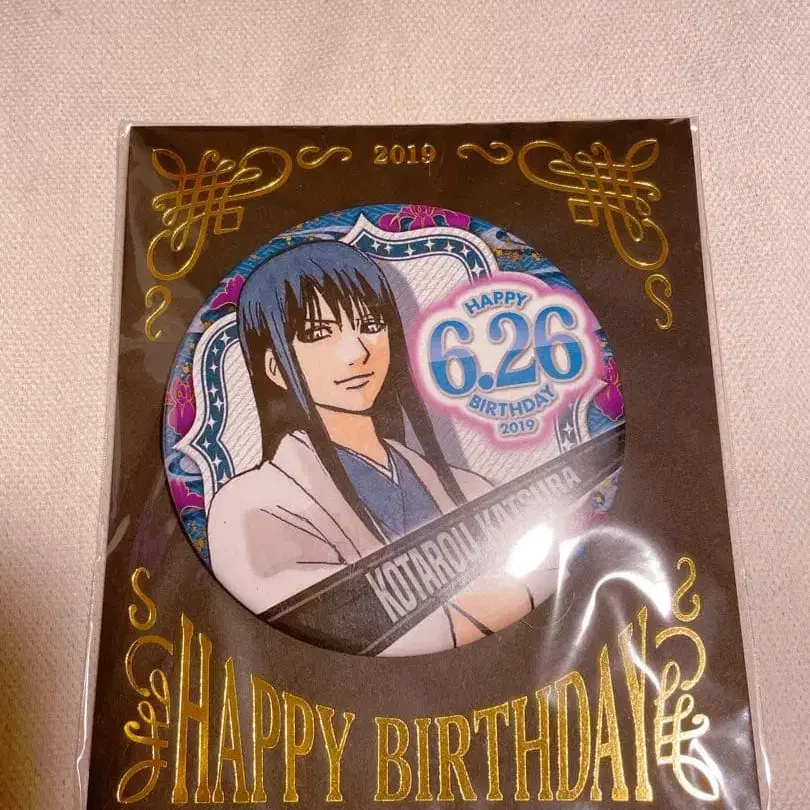 2019
HAPPY
6.26
BIRTHDAY
2019
KOTAROU KATSURA
HAPPY BIRTHDAY